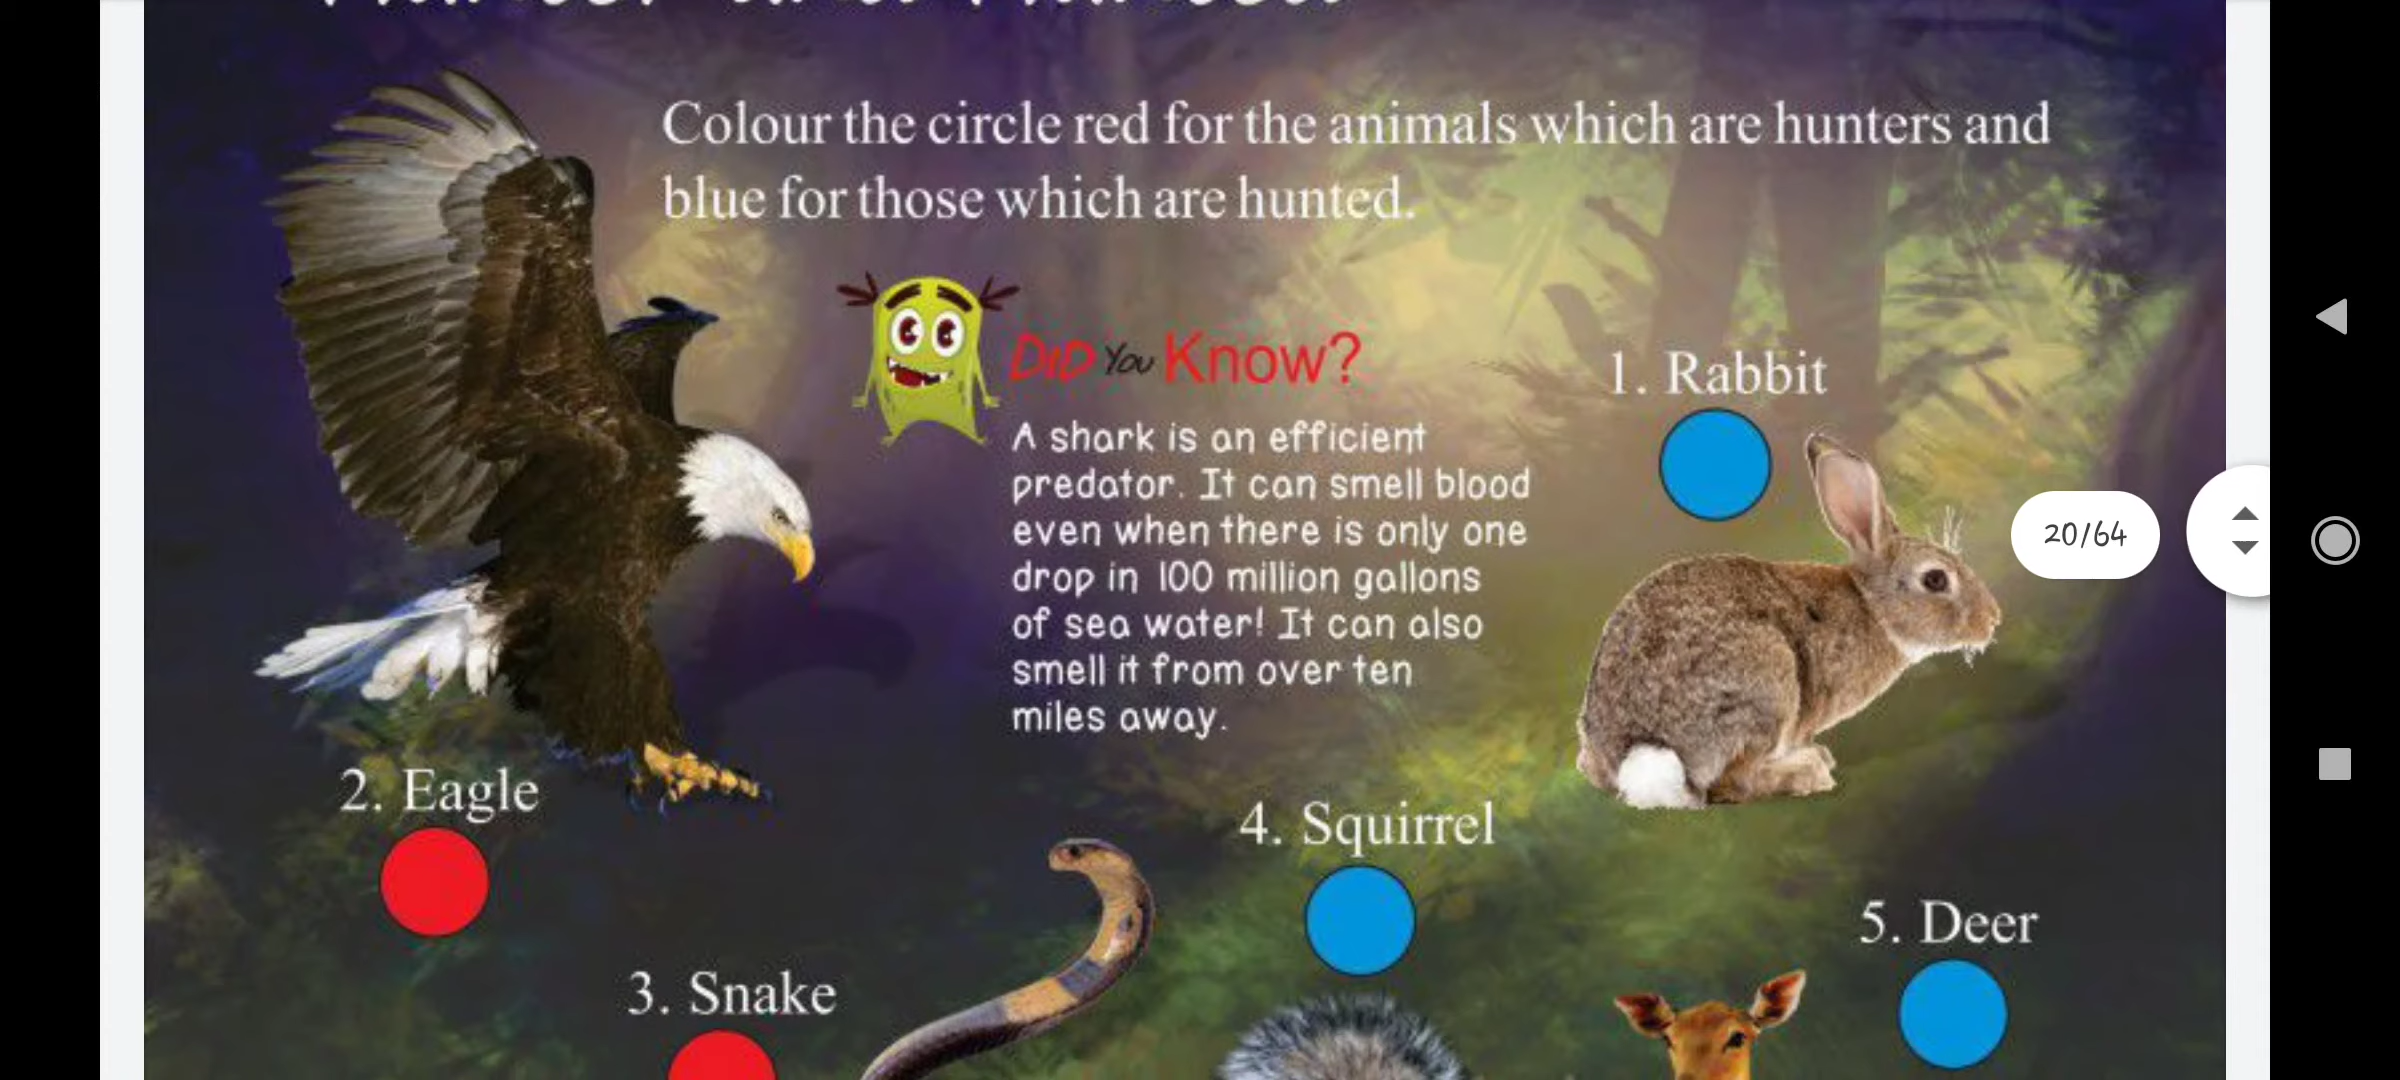 Colour the circle red for the animals which are hunters and
blue for those which are hunted.
DID YOU KNOW?
A shark is an efficient
predator. It can smell blood
even when there is only one
drop in 100 million gallons
of sea water! It can also
smell it from over ten
miles away.
1. Rabbit
20/64
2. Eagle
4. Squirrel
5. Deer
3. Snake